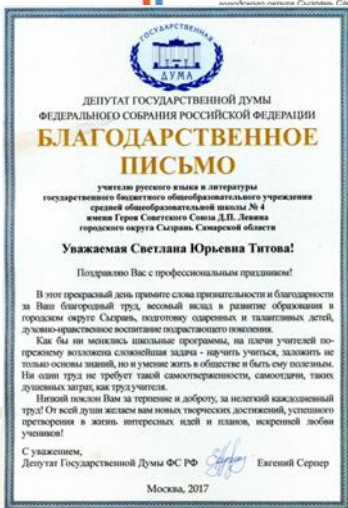 городского округа Сызрань Сам
ГОСУДАРСТВЕННАЯ
ДУМА
ДЕПУТАТ ГОСУДАРСТВЕННОЙ ДУМЫ
ФЕДЕРАЛЬНОГО СОБРАНИЯ РОССИЙСКОЙ ФЕДЕРАЦИИ
БЛАГОДАРСТВЕННОЕ
ПИСЬМО
учителю русского языка и литературы
государственного бюджетного общеобразовательного учреждения
средней общеобразовательной школы № 4
имени Героя Советского Союза Д.П. Левина
городского округа Сызрань Самарской области
Уважаемая Светлана Юрьевна Титова!
Поздравляю Вас с профессиональным праздником!
В этот прекрасный день примите слова признательности и благодарности
за Ваш благородный труд, весомый вклад в развитие образования в
городском округе Сызрань, подготовку одаренных и талантливых детей,
духовно-нравственное воспитание подрастающего поколения.
Как бы ни менялись школьные программы, на плечи учителей по-
прежнему возложена сложнейшая задача - научить учиться, заложить не
только основы знаний, но и умение жить в обществе и быть ему полезным.
Ни один труд не требует такой самоотверженности, самоотдачи, таких
душевных затрат, как труд учителя.
Низкий поклон Вам за терпение и доброту, за нелегкий каждодневный
труд! От всей души желаем вам новых творческих достижений, успешного
претворения в жизнь интересных идей и планов, искренней любви
учеников!
С уважением,
Депутат Государственной Думы ФС РФ Евгений Серпер
Москва, 2017